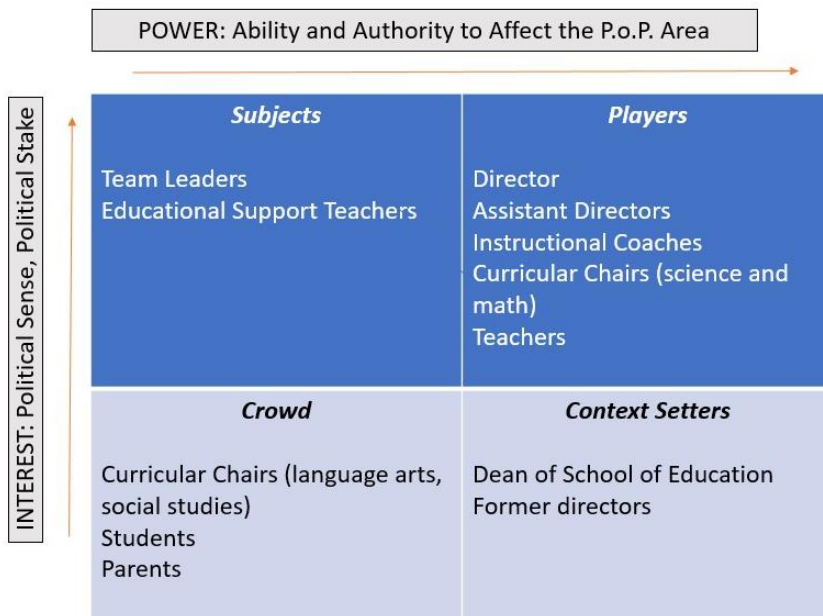 POWER: Ability and Authority to Affect the P.o.P. Area
INTEREST: Political Sense, Political Stake
Subjects
Team Leaders
Educational Support Teachers
Players
Director
Assistant Directors
Instructional Coaches
Curricular Chairs (science and
math)
Teachers
Crowd
Curricular Chairs (language arts,
social studies)
Students
Parents
Context Setters
Dean of School of Education
Former directors